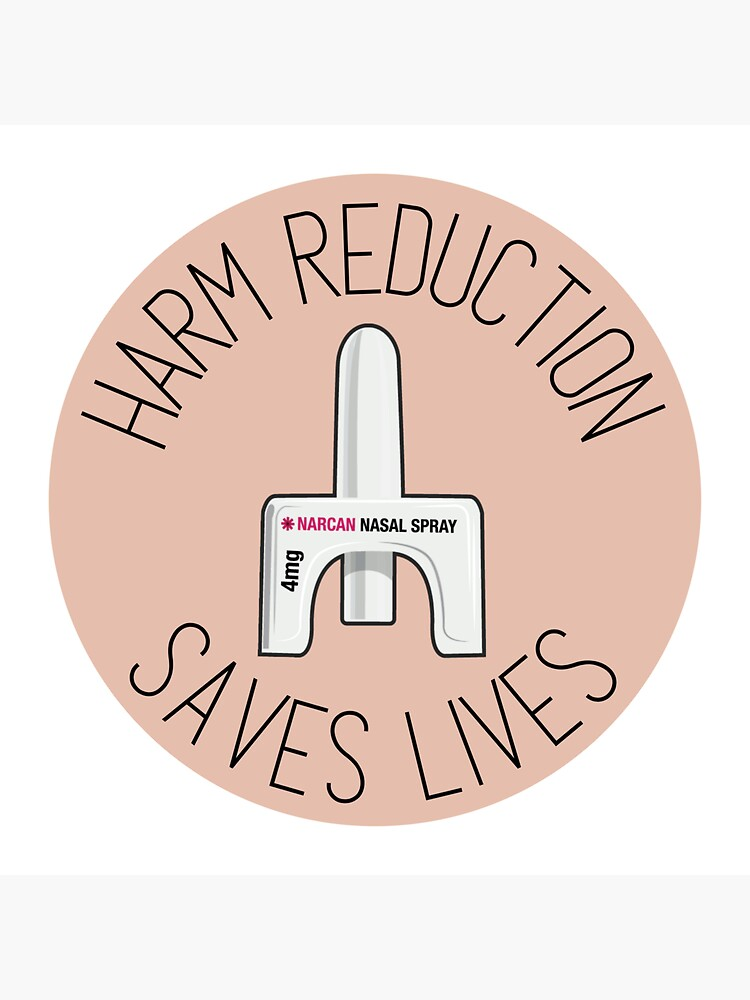 HARM REDUCTION
*NARCAN NASAL SPRAY
4mg
SAVES LIVES